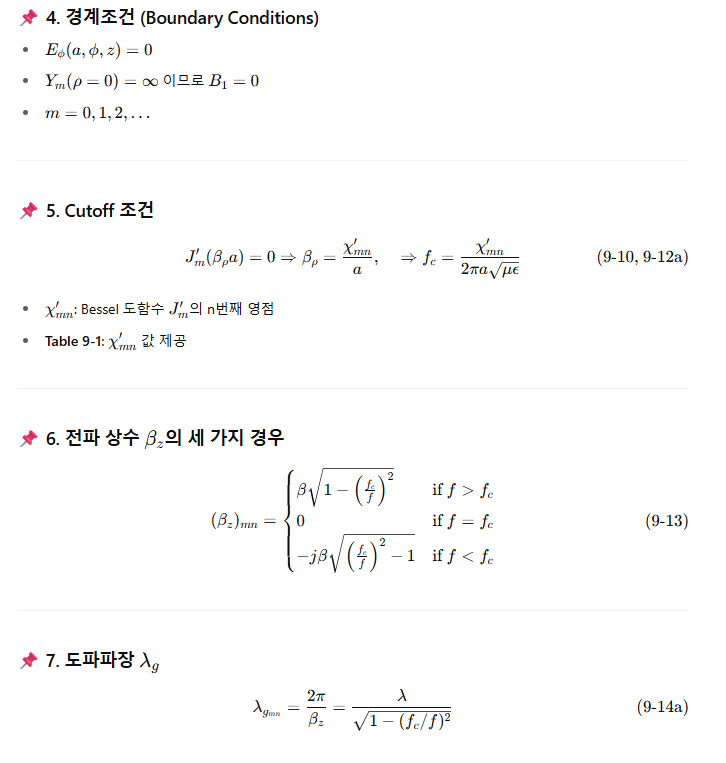 📌 4. 경계조건 (Boundary Conditions)
• $E_\phi(a, \phi, z) = 0$
• $Y_m(\rho = 0) = \infty$ 이므로 $B_1 = 0$
• $m = 0, 1, 2, \ldots$
📌 5. Cutoff 조건
$J'_m(\beta_\rho a) = 0 \Rightarrow \beta_\rho = \frac{\chi'_{mn}}{a}, \quad \Rightarrow f_c = \frac{\chi'_{mn}}{2\pi a\sqrt{\mu\epsilon}}$ (9-10, 9-12a)
• $\chi'_{mn}$: Bessel 도함수 $J'_m$의 n번째 영점
• Table 9-1: $\chi'_{mn}$ 값 제공
📌 6. 전파 상수 $\beta_z$의 세 가지 경우
$(\beta_z)_{mn} = \begin{cases} \beta\sqrt{1 - \left(\frac{f_c}{f}\right)^2} & \text{if } f > f_c \\ 0 & \text{if } f = f_c \\ -j\beta\sqrt{\left(\frac{f_c}{f}\right)^2 - 1} & \text{if } f < f_c \end{cases}$ (9-13)
📌 7. 도파파장 $\lambda_g$
$\lambda_{g_{mn}} = \frac{2\pi}{\beta_z} = \frac{\lambda}{\sqrt{1 - (f_c/f)^2}}$ (9-14a)